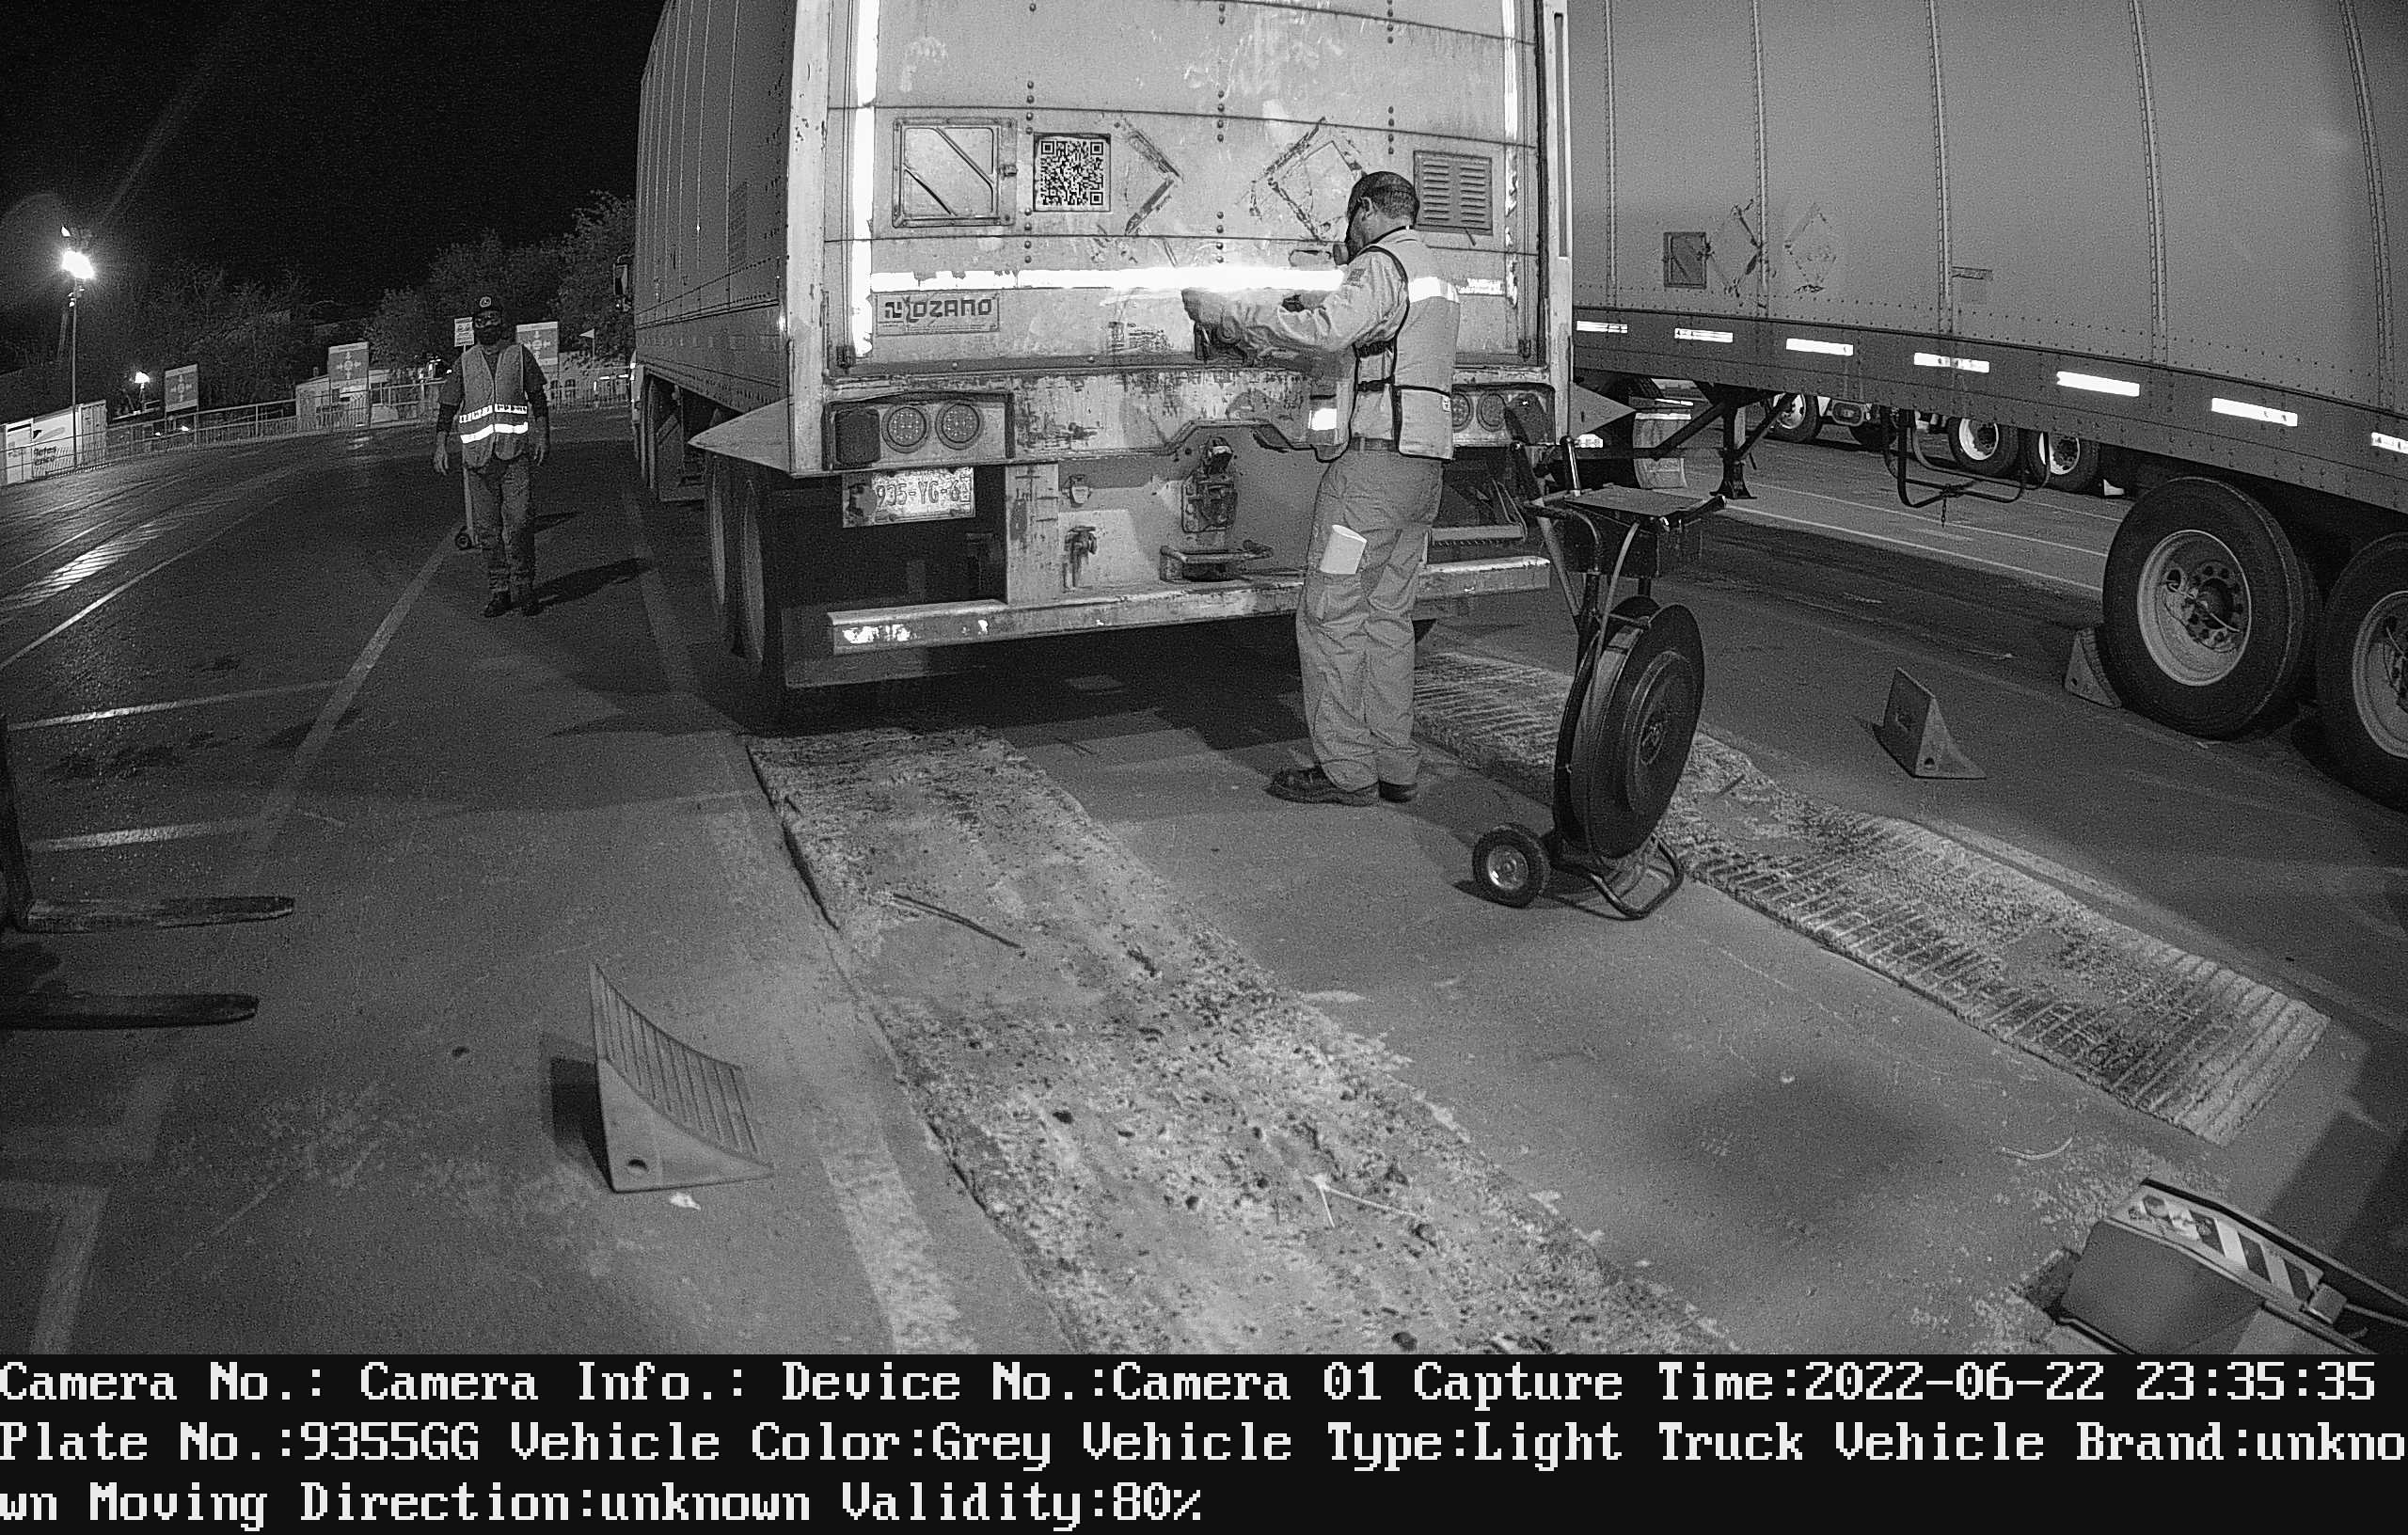 LOZANO
Camera No.: Camera Info.: Device No.:Camera 01 Capture Time:2022-06-22 23:35:35
Plate No.:9355GG Vehicle Color:Grey Vehicle Type:Light Truck Vehicle Brand:unkno
wn Moving Direction:unknown Validity:80%